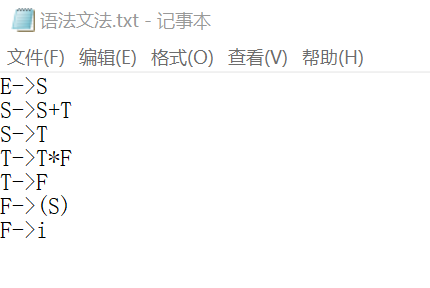 语法文法.txt - 记事本
文件(F) 编辑(E) 格式(O) 查看(V) 帮助(H)
E->S
S->S+T
S->T
T->T*F
T->F
F->(S)
F->i